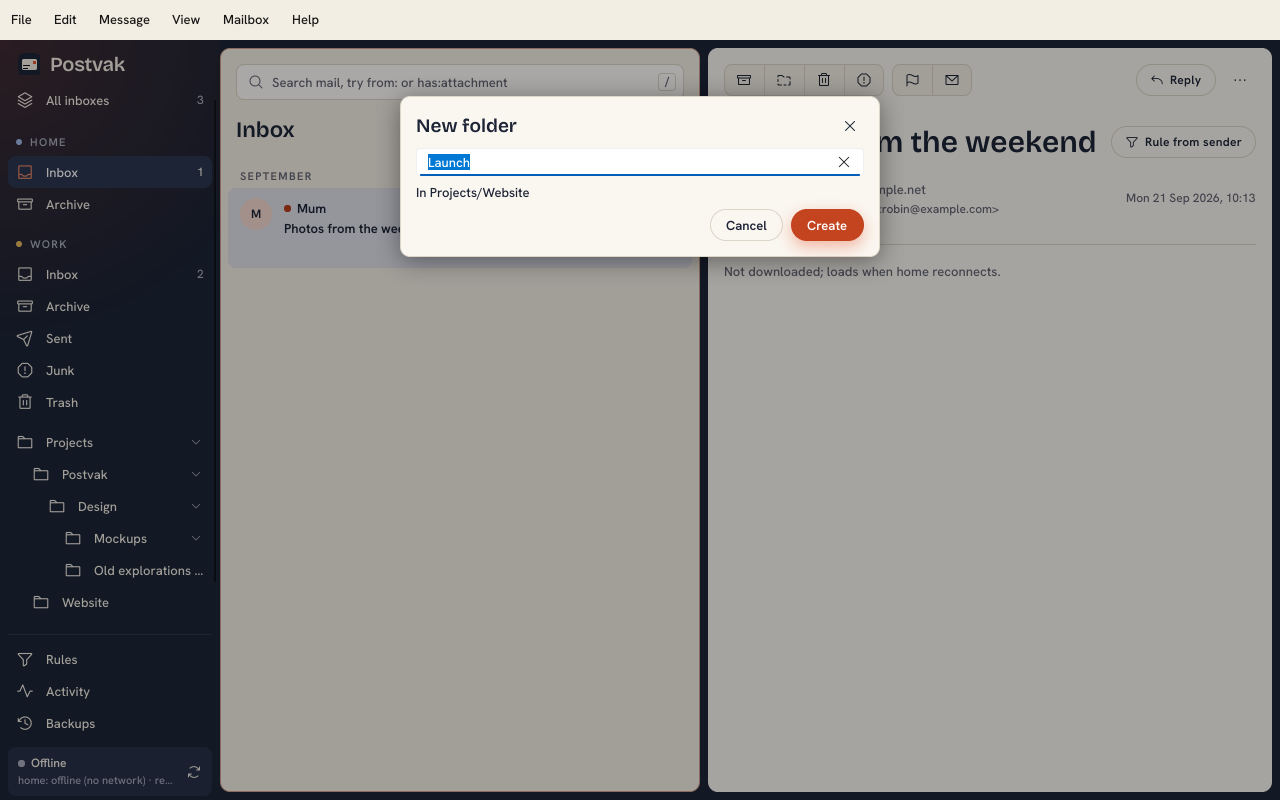 File Edit Message View Mailbox Help
Postvak
All inboxes 3
HOME
Inbox 1
Archive
WORK
Inbox 2
Archive
Sent
Junk
Trash
Projects
Postvak
Design
Mockups
Old explorations ...
Website
Rules
Activity
Backups
Offline
home: offline (no network) · re...
Search mail, try from: or has:attachment /
Inbox
SEPTEMBER
M
Mum
Photos from the
New folder
Launch
In Projects/Website
Cancel Create
Reply
the weekend
Rule from sender
Mon 21 Sep 2026, 10:13
robin@example.com>
Not downloaded; loads when home reconnects.